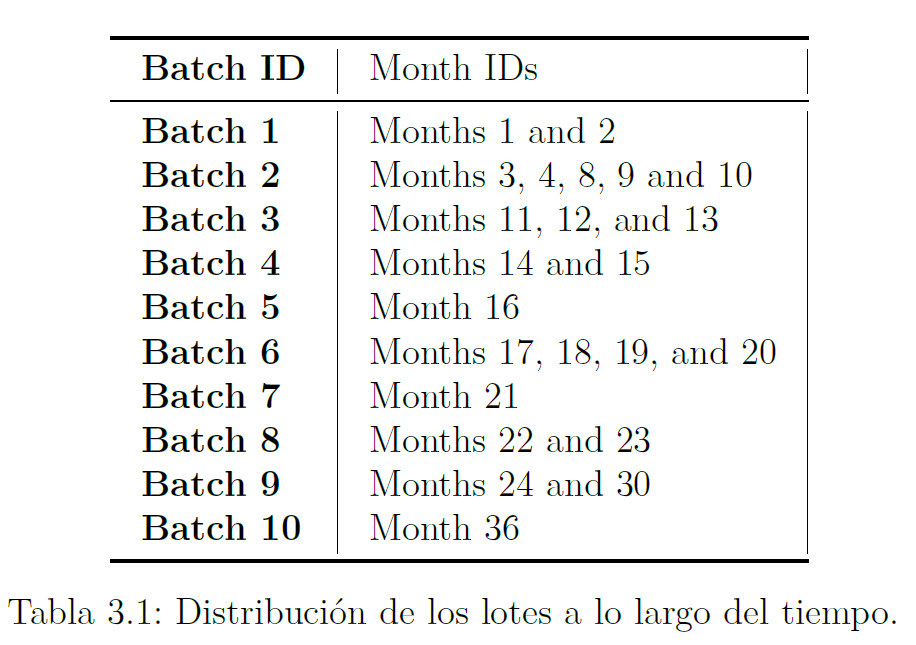 Batch ID Month IDs
Batch 1 Months 1 and 2
Batch 2 Months 3, 4, 8, 9 and 10
Batch 3 Months 11, 12, and 13
Batch 4 Months 14 and 15
Batch 5 Month 16
Batch 6 Months 17, 18, 19, and 20
Batch 7 Month 21
Batch 8 Months 22 and 23
Batch 9 Months 24 and 30
Batch 10 Month 36
Tabla 3.1: Distribución de los lotes a lo largo del tiempo.